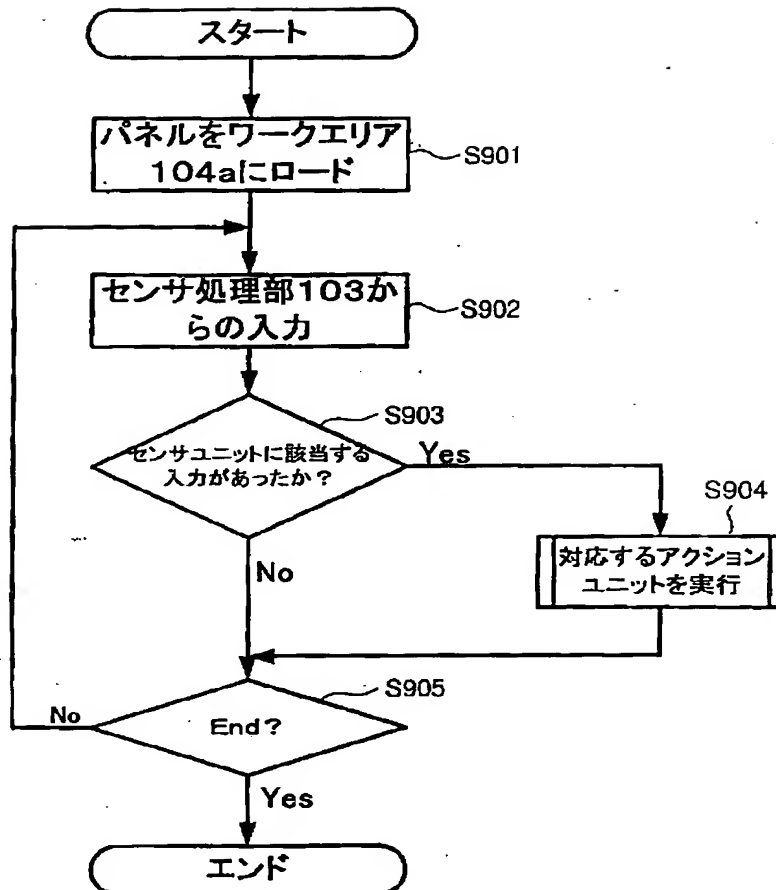 スタート
パネルをワークエリア
104aにロード
S901
センサ処理部103か
らの入力
S902
S903
センサユニットに該当する
入力があったか?
Yes
S904
対応するアクション
ユニットを実行
No
S905
No
End?
Yes
エンド